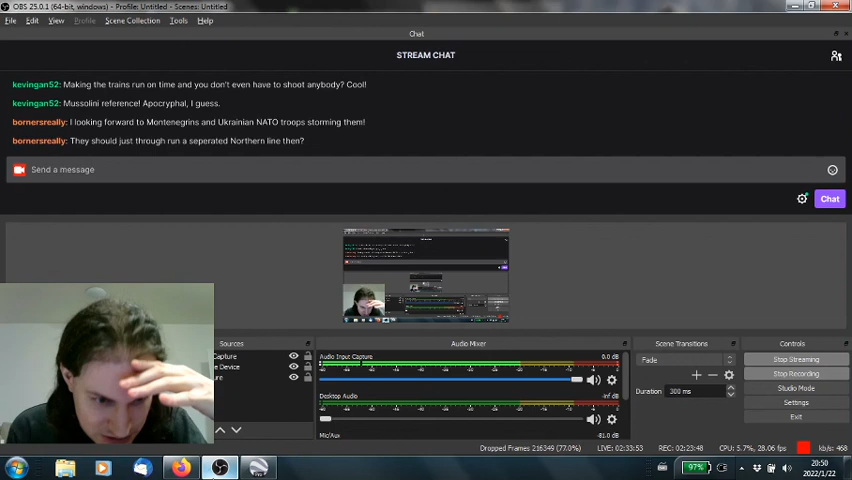 OBS 25.0.1 (64-bit, windows) - Profile: Untitled - Scenes: Untitled
File Edit View Profile Scene Collection Tools Help
Chat
STREAM CHAT
kevingan52: Making the trains run on time and you don't even have to shoot anybody? Cool!
kevingan52: Mussolini reference! Apocryphal, I guess.
bornersreally: I looking forward to Montenegrins and Ukrainian NATO troops storming them!
bornersreally: They should just through run a seperated Northern line then?
Send a message
Chat
Sources Audio Mixer Scene Transitions Controls
Capture
Device
ure
Audio Input Capture 0.0 dB
Desktop Audio -inf dB
Mic/Aux -81.0 dB
Fade
Duration 300 ms
Stop Streaming
Stop Recording
Studio Mode
Settings
Exit
Dropped Frames 216349 (77.0%) LIVE: 02:33:53 REC: 02:23:48 CPU: 5.7%, 28.06 fps kb/s: 468
97% 20:50
2022/1/22